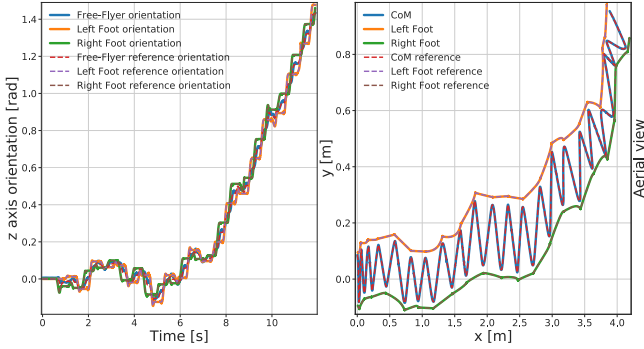 Free-Flyer orientation
Left Foot orientation
Right Foot orientation
Free-Flyer reference orientation
Left Foot reference orientation
Right Foot reference orientation
z axis orientation [rad]
1.4
1.2
1.0
0.8
0.6
0.4
0.2
0.0
0 2 4 6 8 10
Time [s]
CoM
Left Foot
Right Foot
CoM reference
Left Foot reference
Right Foot reference
y [m]
0.8
0.6
0.4
0.2
0.0
0.0 0.5 1.0 1.5 2.0 2.5 3.0 3.5 4.0
x [m]
Aerial view